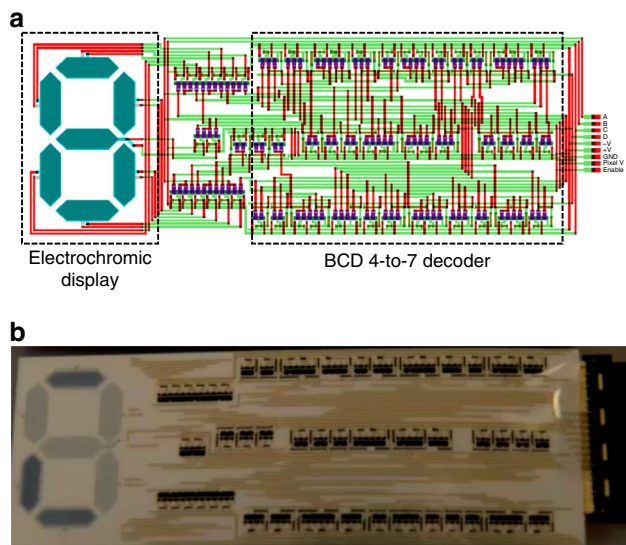 a
A
B
C
D
–V
+V
GND
Pixel V
Enable
Electrochromic
display
BCD 4-to-7 decoder
b